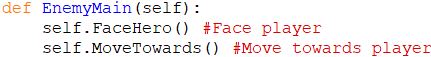 def EnemyMain(self):
    self.FaceHero() #Face player
    self.MoveTowards() #Move towards player